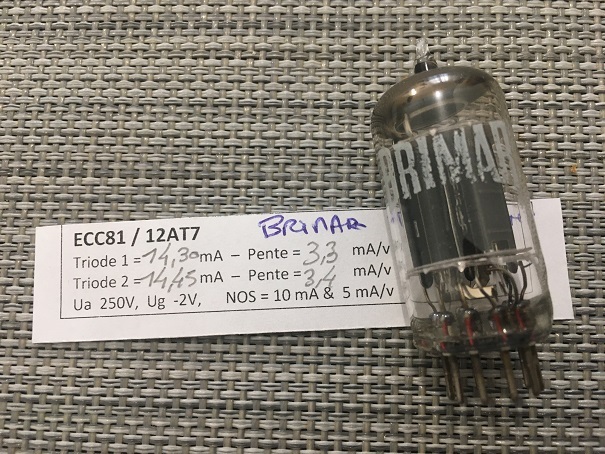 BRIMAR
ECC81 / 12AT7 BRIMAR
Triode 1 = 14,30 mA – Pente = 3,3 mA/v
Triode 2 = 14,45 mA – Pente = 3,4 mA/v
Ua 250V, Ug -2V, NOS = 10 mA & 5 mA/v